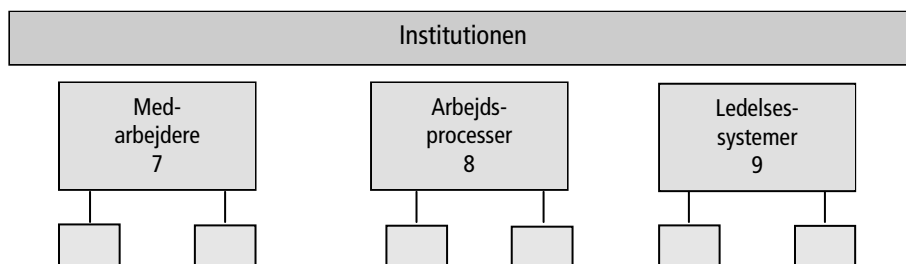 Institutionen
Med-
arbejdere
7
Arbejds-
processer
8
Ledelses-
systemer
9